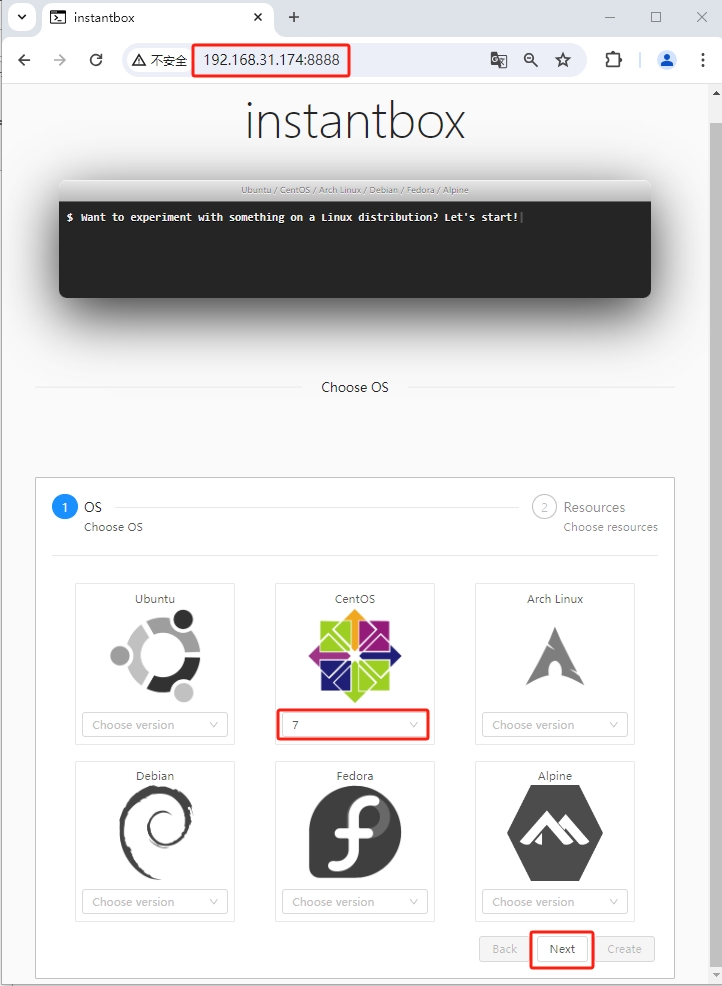 instantbox
不安全 192.168.31.174:8888
instantbox
Ubuntu / CentOS / Arch Linux / Debian / Fedora / Alpine
$ Want to experiment with something on a Linux distribution? Let's start!
Choose OS
1 OS
Choose OS
2 Resources
Choose resources
Ubuntu
Choose version
CentOS
7
Arch Linux
Choose version
Debian
Choose version
Fedora
Choose version
Alpine
Choose version
Back Next Create